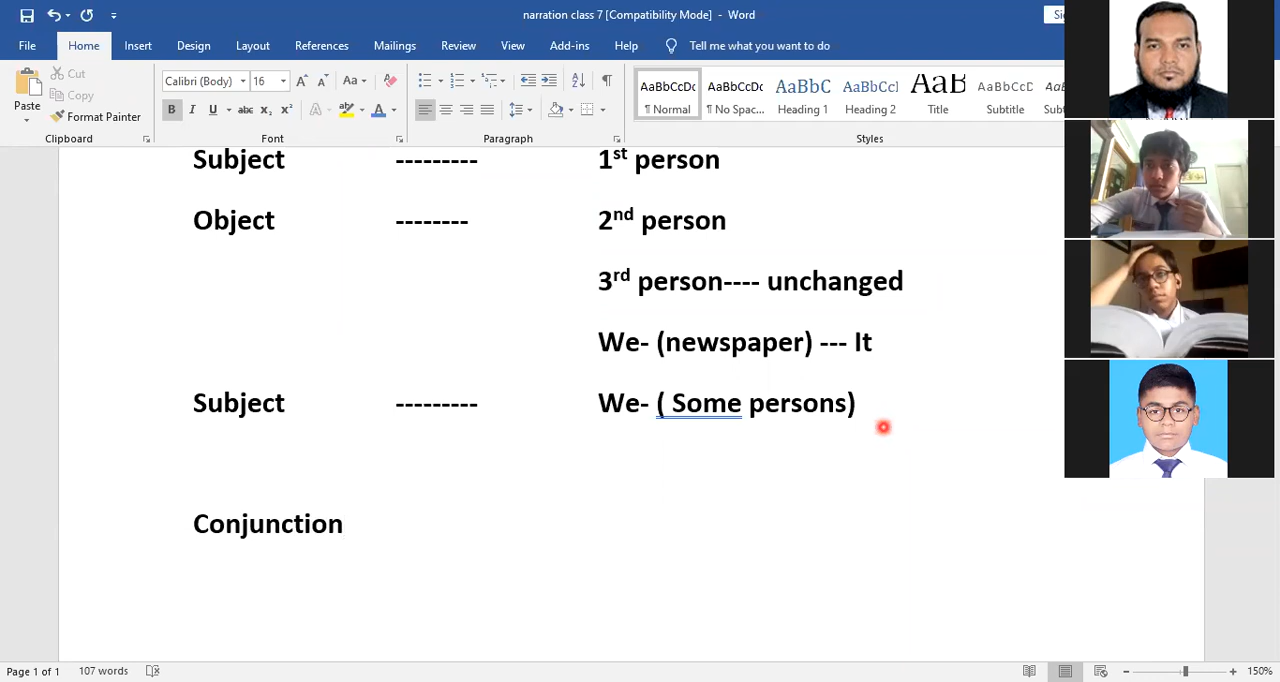 narration class 7 [Compatibility Mode] - Word
File Home Insert Design Layout References Mailings Review View Add-ins Help Tell me what you want to do
Paste
Cut
Copy
Format Painter
Calibri (Body) 16
Clipboard Font Paragraph Styles
AaBbCcDc AaBbCcDc AaBbC AaBbCcl AaB AaBbCcD
¶ Normal ¶ No Spac... Heading 1 Heading 2 Title Subtitle
Subject --------- 1st person
Object -------- 2nd person
3rd person---- unchanged
We- (newspaper) --- It
Subject --------- We- ( Some persons)
Conjunction
Page 1 of 1 107 words 150%